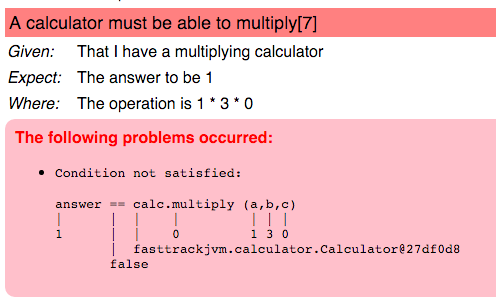 A calculator must be able to multiply[7]
Given: That I have a multiplying calculator
Expect: The answer to be 1
Where: The operation is 1 * 3 * 0
The following problems occurred:
• Condition not satisfied:
answer == calc.multiply (a,b,c)
|      |  |    |         | | |
1      |  |    0         1 3 0
       |  fasttrackjvm.calculator.Calculator@27df0d8
       false